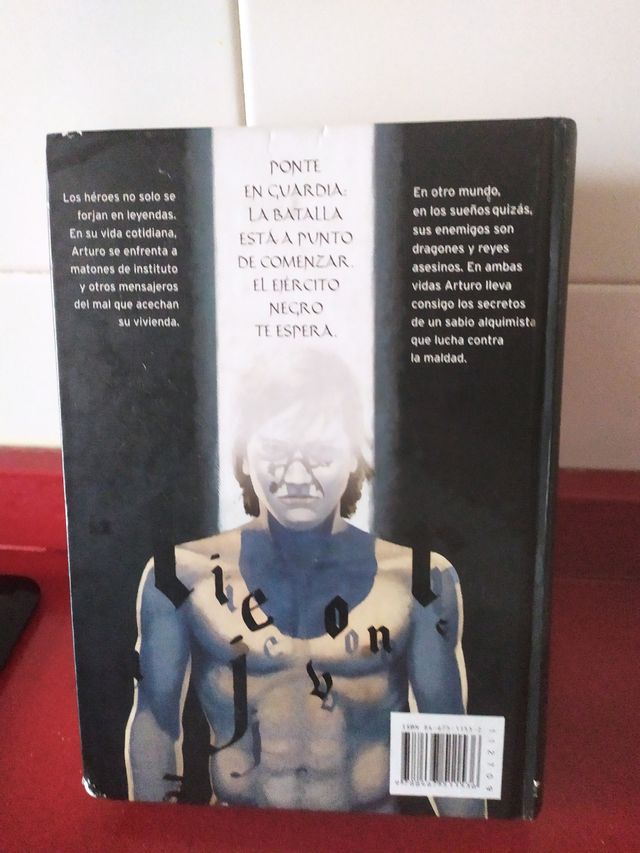 Los héroes no solo se
forjan en leyendas.
En su vida cotidiana,
Arturo se enfrenta a
matones de instituto
y otros mensajeros
del mal que acechan
su vivienda.
PONTE
EN GUARDIA:
LA BATALLA
ESTÁ A PUNTO
DE COMENZAR.
EL EJÉRCITO
NEGRO
TE ESPERA.
En otro mundo,
en los sueños quizás,
sus enemigos son
dragones y reyes
asesinos. En ambas
vidas Arturo lleva
consigo los secretos
de un sabio alquimista
que lucha contra
la maldad.